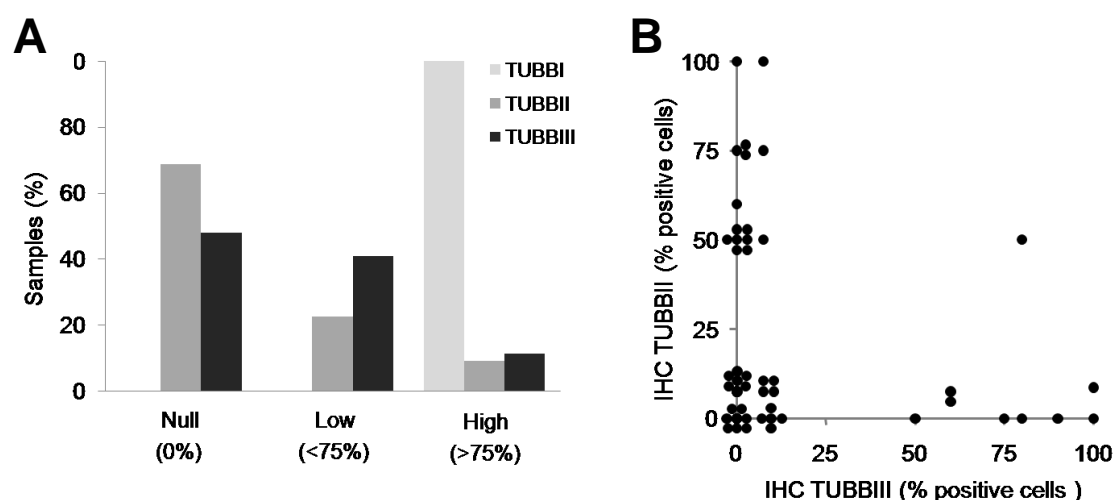 A
Samples (%)
0
80
60
40
20
0
TUBBI
TUBBII
TUBBIII
Null
(0%)
Low
(<75%)
High
(>75%)
B
IHC TUBBII (% positive cells)
100
75
50
25
0
0 25 50 75 100
IHC TUBBIII (% positive cells )